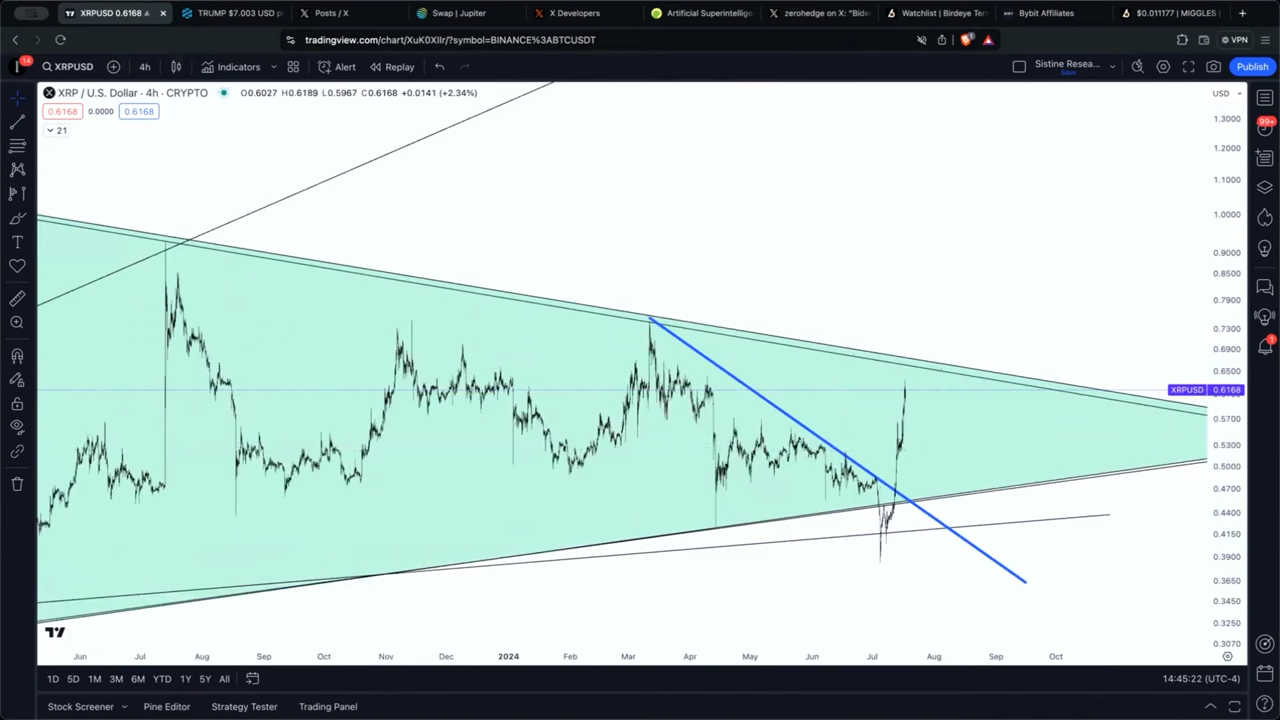 XRPUSD 0.6168
TRUMP $7.003 USD p
Posts / X
Swap | Jupiter
X Developers
Artificial Superintellige
zerohedge on X: "Bide
Watchlist | Birdeye Ter
Bybit Affiliates
$0.011177 | MIGGLES |
tradingview.com/chart/XuK0XIlr/?symbol=BINANCE%3ABTCUSDT
VPN
14
XRPUSD
4h
Indicators
Alert
Replay
Sistine Resea...
Save
Publish
XRP / U.S. Dollar · 4h · CRYPTO
O0.6027 H0.6189 L0.5967 C0.6168 +0.0141 (+2.34%)
USD
0.6168 0.0000 0.6168
21
99+
1.3000
1.2000
1.1000
1.0000
0.9000
0.8500
0.7900
0.7300
0.6900
0.6500
XRPUSD 0.6168
0.5700
0.5300
0.5000
0.4700
0.4400
0.4150
0.3900
0.3650
0.3450
0.3250
0.3070
1
Jun Jul Aug Sep Oct Nov Dec 2024 Feb Mar Apr May Jun Jul Aug Sep Oct
1D 5D 1M 3M 6M YTD 1Y 5Y All
14:45:22 (UTC-4)
Stock Screener Pine Editor Strategy Tester Trading Panel